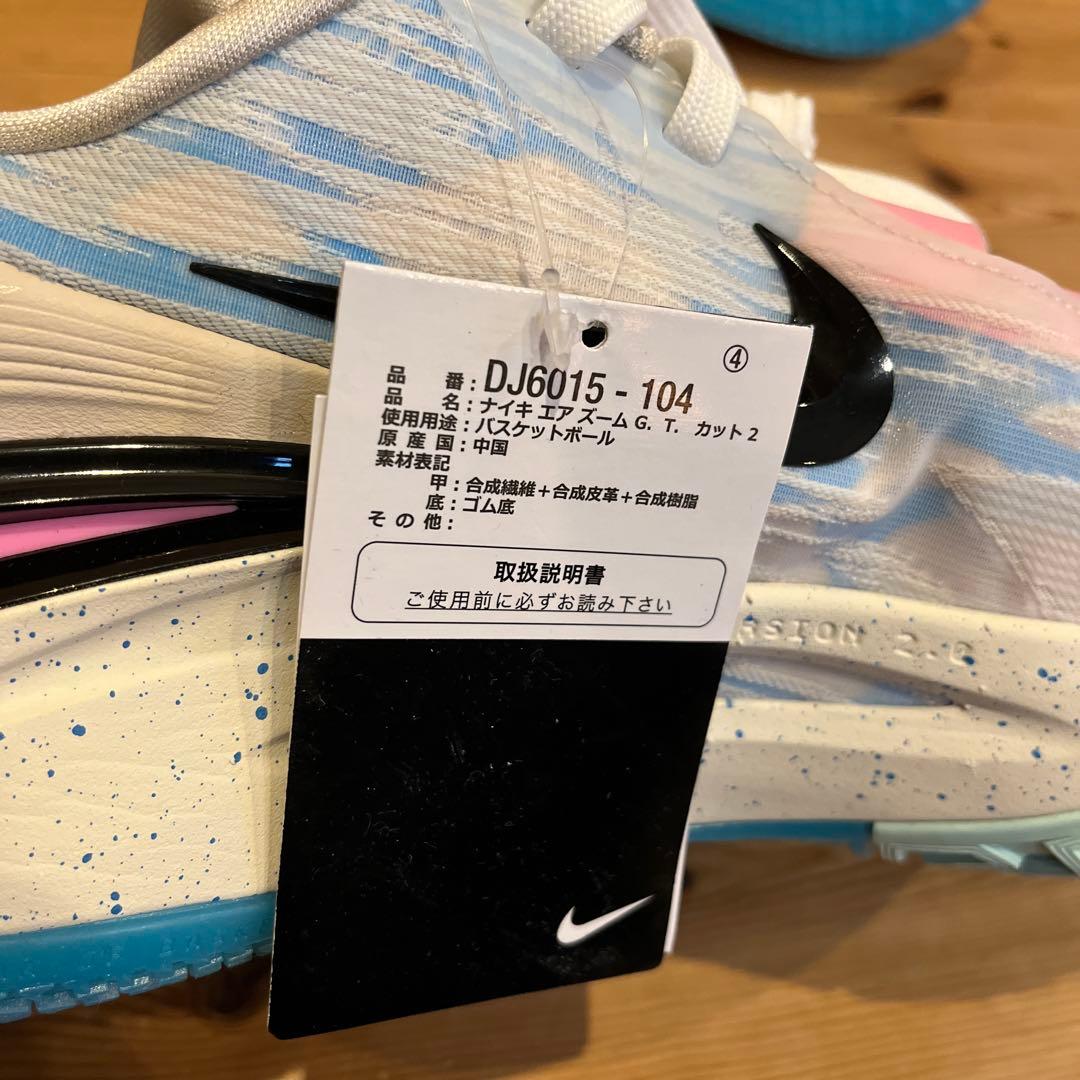 ④
品番：DJ6015 - 104
品名：ナイキ エア ズーム G. T. カット 2
使用用途：バスケットボール
原産国：中国
素材表記
甲：合成繊維＋合成皮革＋合成樹脂
底：ゴム底
その他：
取扱説明書
ご使用前に必ずお読み下さい
2.0